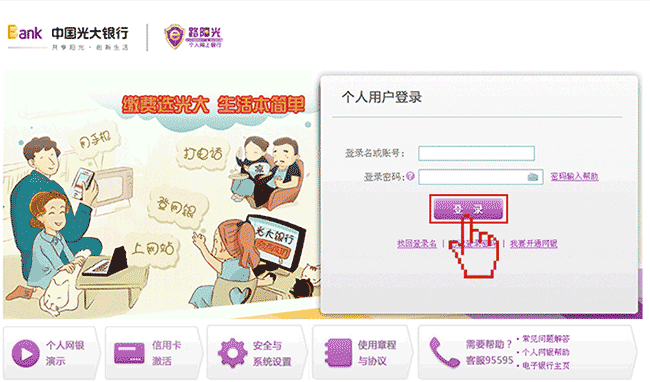 Bank 中国光大银行
共享阳光·创新生活
阳光
个人网上银行
缴费选光大 生活本简单
用手机
打电话
登网银
上网站
光大银行
个人用户登录
登录名或账号:
登录密码: 密码输入帮助
登 录
找回登录名 | | 我要开通网银
个人网银
演示
信用卡
激活
安全与
系统设置
使用章程
与协议
需要帮助?
客服95595
• 常见问题解答
• 个人网银帮助
• 电子银行主页